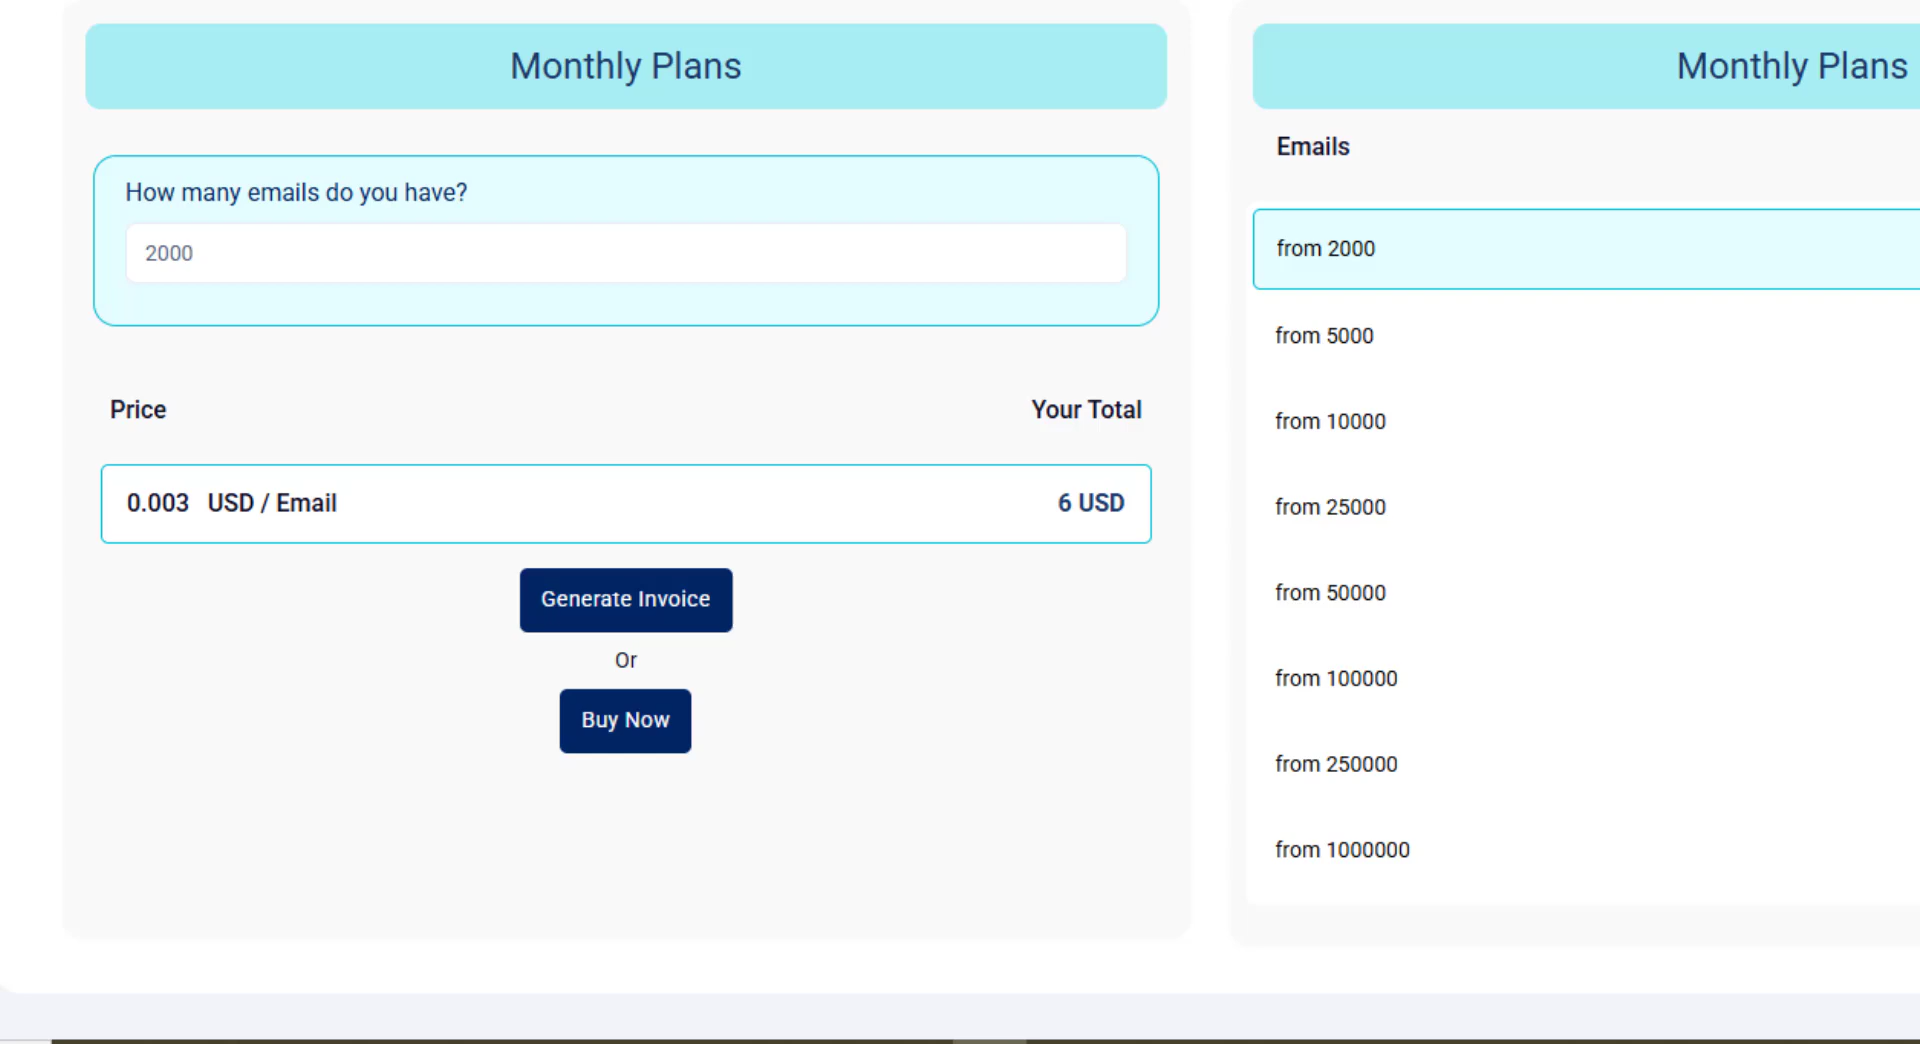 Monthly Plans
How many emails do you have?
2000
Price
Your Total
0.003 USD / Email
6 USD
Generate Invoice
Or
Buy Now
Monthly Plans
Emails
from 2000
from 5000
from 10000
from 25000
from 50000
from 100000
from 250000
from 1000000